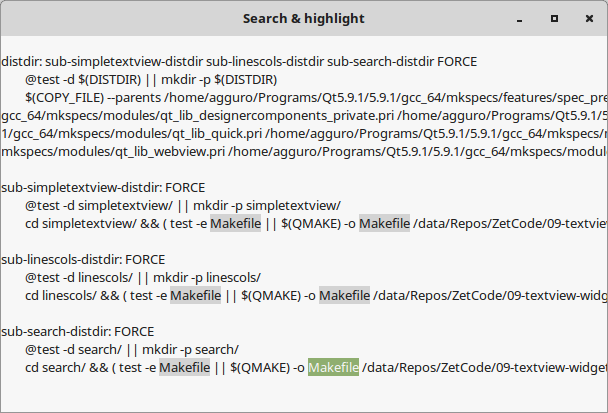 Search & highlight
distdir: sub-simpletextview-distdir sub-linescols-distdir sub-search-distdir FORCE
@test -d $(DISTDIR) || mkdir -p $(DISTDIR)
$(COPY_FILE) --parents /home/agguro/Programs/Qt5.9.1/5.9.1/gcc_64/mkspecs/features/spec_pre
gcc_64/mkspecs/modules/qt_lib_designercomponents_private.pri /home/agguro/Programs/Qt5.9.1/5
1/gcc_64/mkspecs/modules/qt_lib_quick.pri /home/agguro/Programs/Qt5.9.1/5.9.1/gcc_64/mkspecs/m
mkspecs/modules/qt_lib_webview.pri /home/agguro/Programs/Qt5.9.1/5.9.1/gcc_64/mkspecs/modul
sub-simpletextview-distdir: FORCE
@test -d simpletextview/ || mkdir -p simpletextview/
cd simpletextview/ && ( test -e Makefile || $(QMAKE) -o Makefile /data/Repos/ZetCode/09-textview
sub-linescols-distdir: FORCE
@test -d linescols/ || mkdir -p linescols/
cd linescols/ && ( test -e Makefile || $(QMAKE) -o Makefile /data/Repos/ZetCode/09-textview-widg
sub-search-distdir: FORCE
@test -d search/ || mkdir -p search/
cd search/ && ( test -e Makefile || $(QMAKE) -o Makefile /data/Repos/ZetCode/09-textview-widget